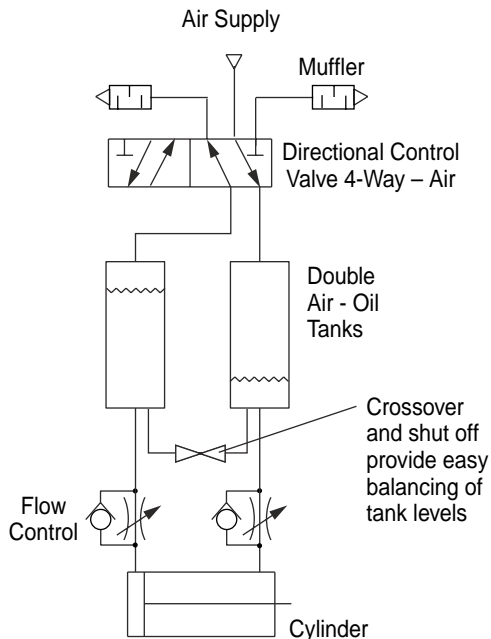 Air Supply
Muffler
Directional Control
Valve 4-Way – Air
Double
Air - Oil
Tanks
Crossover
and shut off
provide easy
balancing of
tank levels
Flow
Control
Cylinder